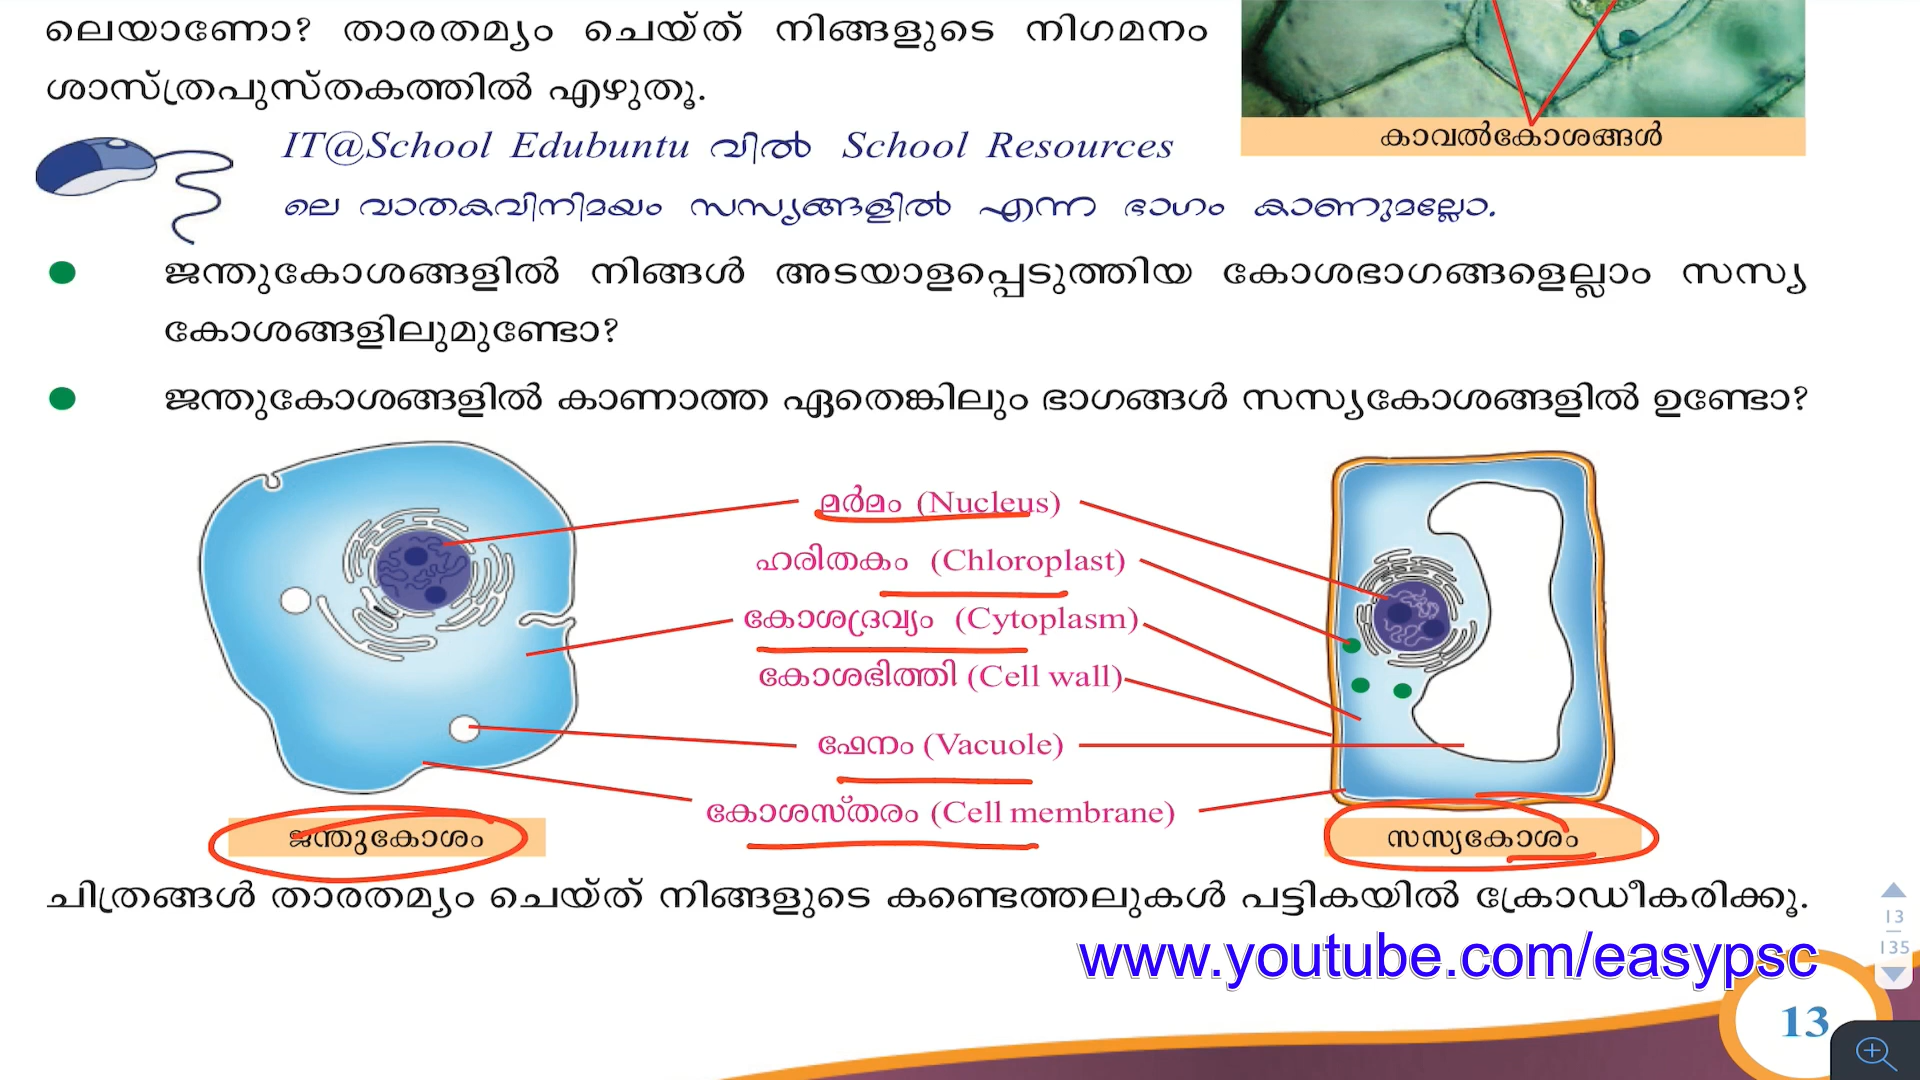 ലെയാണോ? താരതമ്യം ചെയ്ത് നിങ്ങളുടെ നിഗമനം
ശാസ്ത്രപുസ്തകത്തിൽ എഴുതൂ.
കാവൽകോശങ്ങൾ
IT@School Edubuntu വിൽ School Resources
ലെ വാതകവിനിമയം സസ്യങ്ങളിൽ എന്ന ഭാഗം കാണുമല്ലോ.
ജന്തുകോശങ്ങളിൽ നിങ്ങൾ അടയാളപ്പെടുത്തിയ കോശഭാഗങ്ങളെല്ലാം സസ്യ
കോശങ്ങളിലുമുണ്ടോ?
ജന്തുകോശങ്ങളിൽ കാണാത്ത ഏതെങ്കിലും ഭാഗങ്ങൾ സസ്യകോശങ്ങളിൽ ഉണ്ടോ?
മർമം (Nucleus)
ഹരിതകം (Chloroplast)
കോശദ്രവ്യം (Cytoplasm)
കോശഭിത്തി (Cell wall)
ഫേനം (Vacuole)
കോശസ്തരം (Cell membrane)
ജന്തുകോശം
സസ്യകോശം
ചിത്രങ്ങൾ താരതമ്യം ചെയ്ത് നിങ്ങളുടെ കണ്ടെത്തലുകൾ പട്ടികയിൽ ക്രോഡീകരിക്കൂ.
www.youtube.com/easypsc
13
135
13